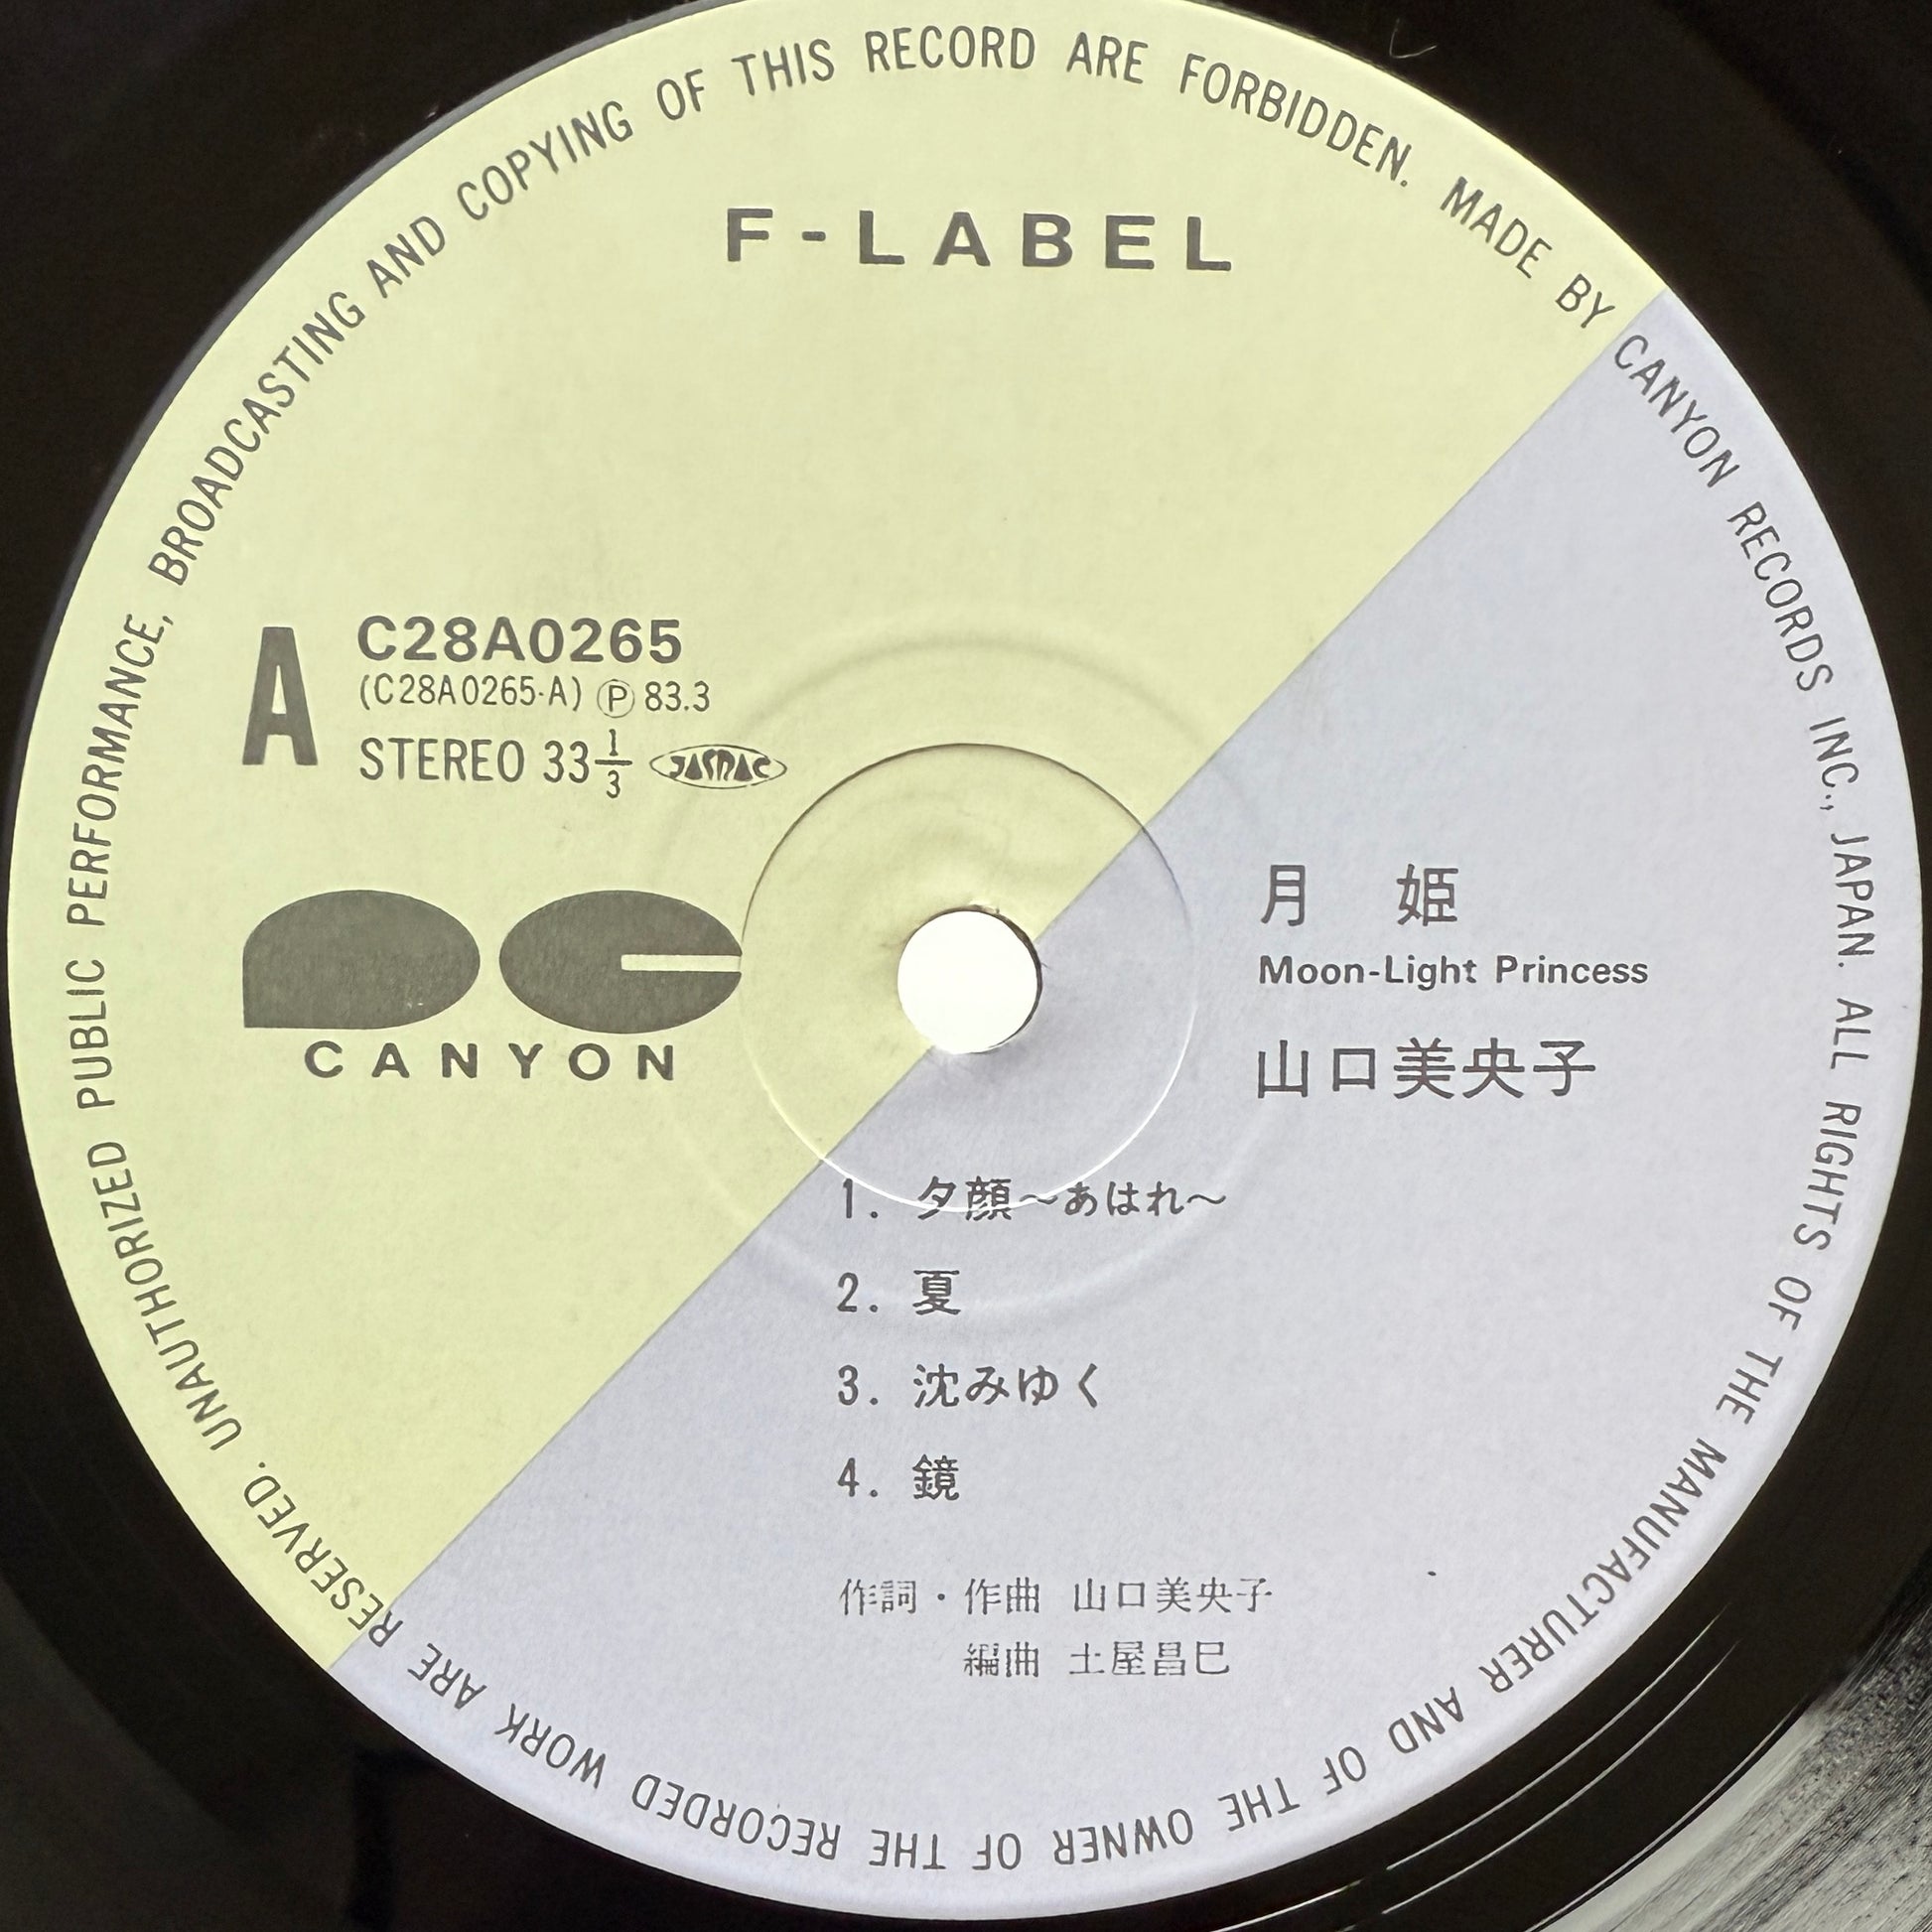 MADE BY CANYON RECORDS INC., JAPAN. ALL RIGHTS OF THE MANUFACTURER AND OF THE OWNER OF THE RECORDED WORK ARE RESERVED. UNAUTHORIZED PUBLIC PERFORMANCE, BROADCASTING AND COPYING OF THIS RECORD ARE FORBIDDEN.
F-LABEL
A
C28A0265
(C28A0265-A) Ⓟ 83.3
STEREO 33 1/3 JASRAC
CANYON
月 姫
Moon-Light Princess
山口美央子
1. 夕顔〜あはれ〜
2. 夏
3. 沈みゆく
4. 鏡
作詞・作曲 山口美央子
編曲 土屋昌巳